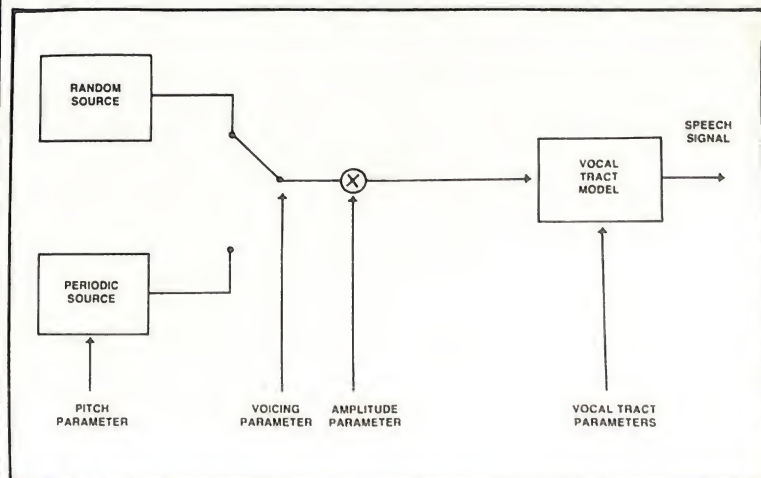 RANDOM
SOURCE
SPEECH
SIGNAL
X
VOCAL
TRACT
MODEL
PERIODIC
SOURCE
PITCH
PARAMETER
VOICING
PARAMETER
AMPLITUDE
PARAMETER
VOCAL TRACT
PARAMETERS